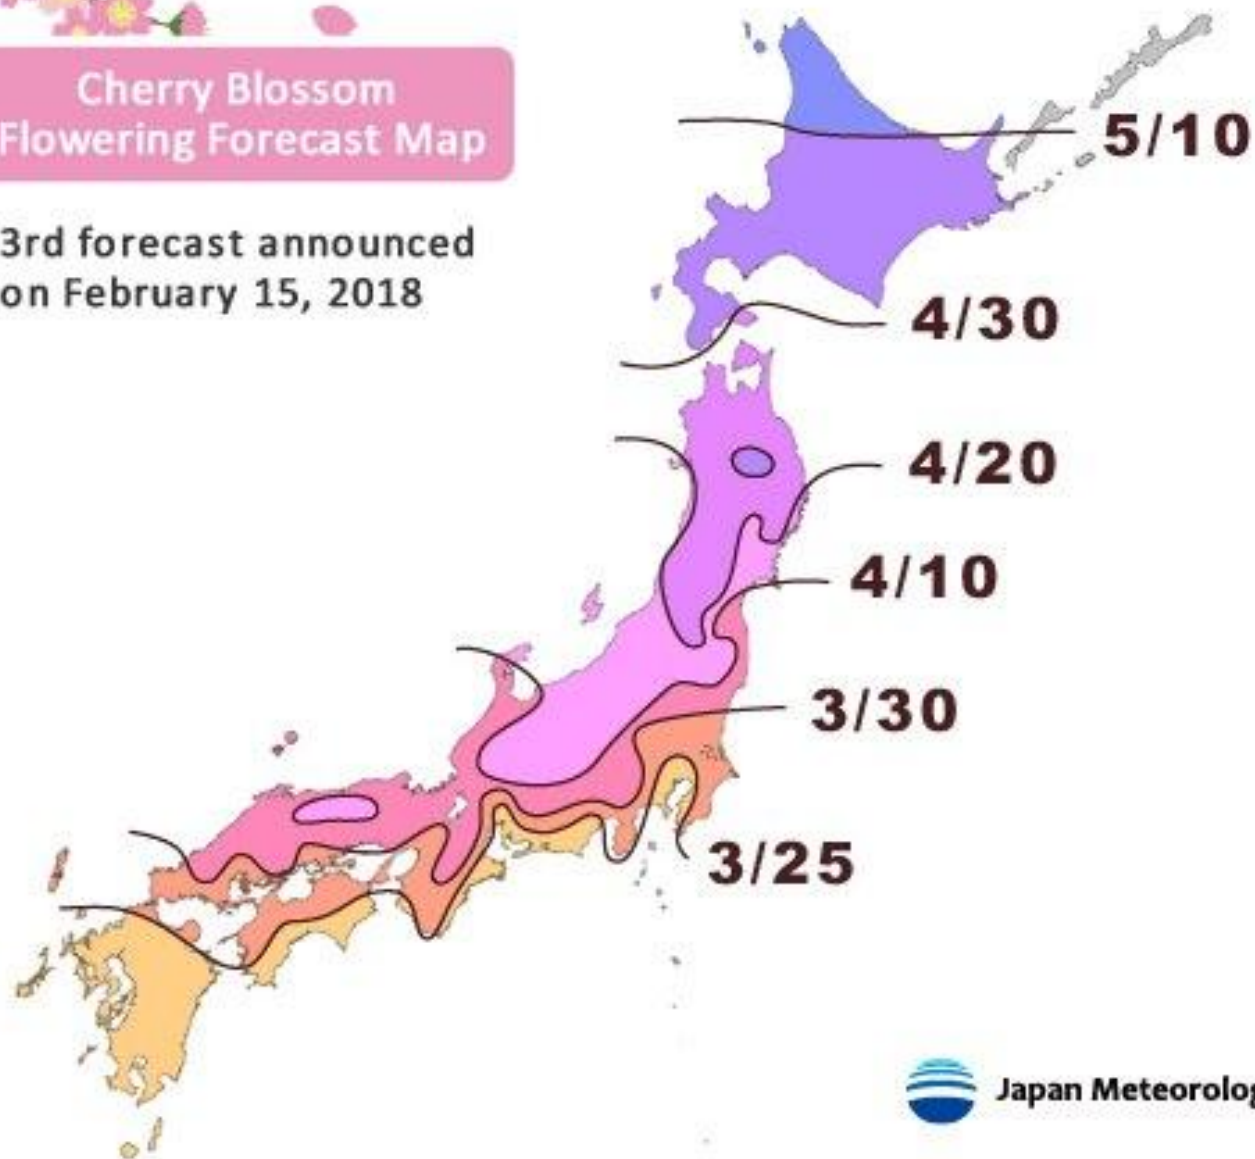 Cherry Blossom
Flowering Forecast Map
3rd forecast announced
on February 15, 2018
5/10
4/30
4/20
4/10
3/30
3/25
Japan Meteorolog